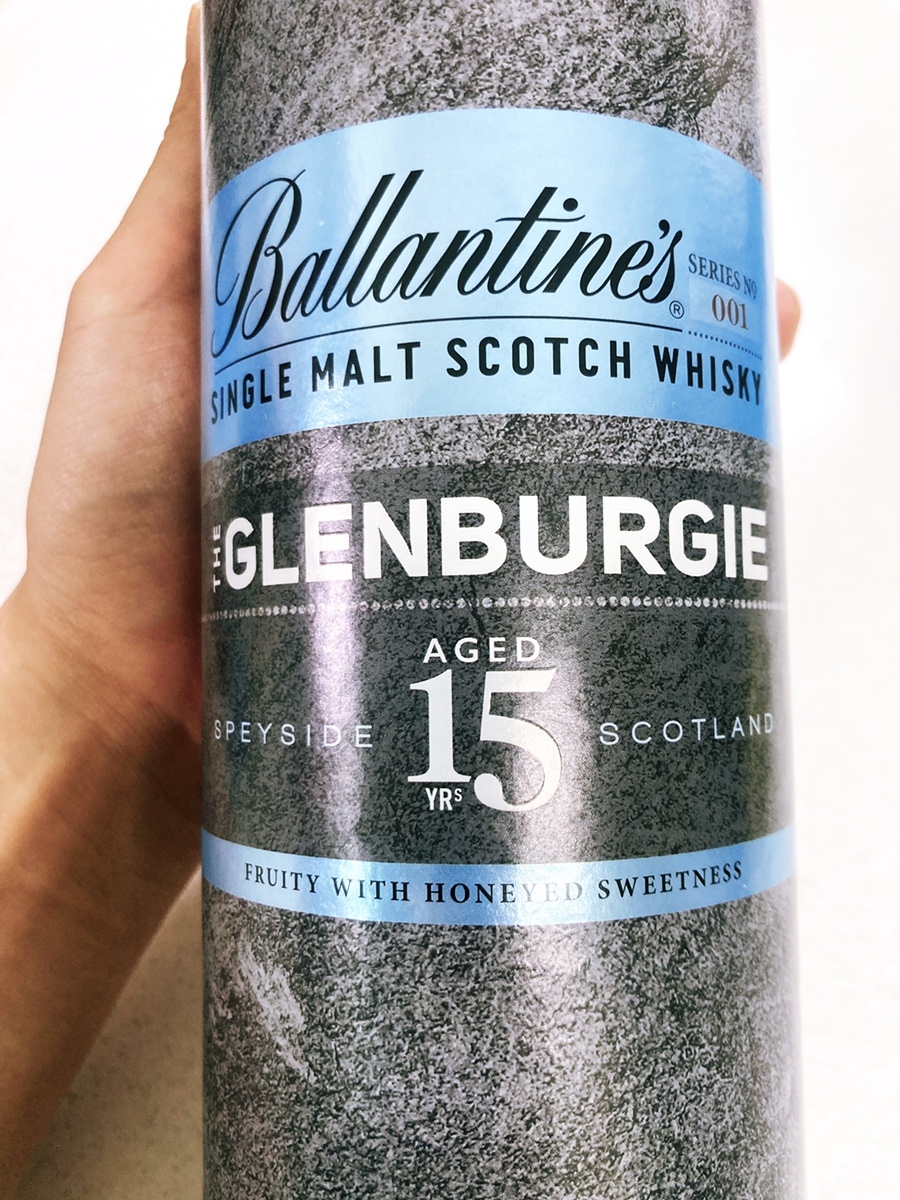 Ballantine's®
SERIES NO
001
SINGLE MALT SCOTCH WHISKY
THE GLENBURGIE
AGED
15
YRS
SPEYSIDE
SCOTLAND
FRUITY WITH HONEYED SWEETNESS